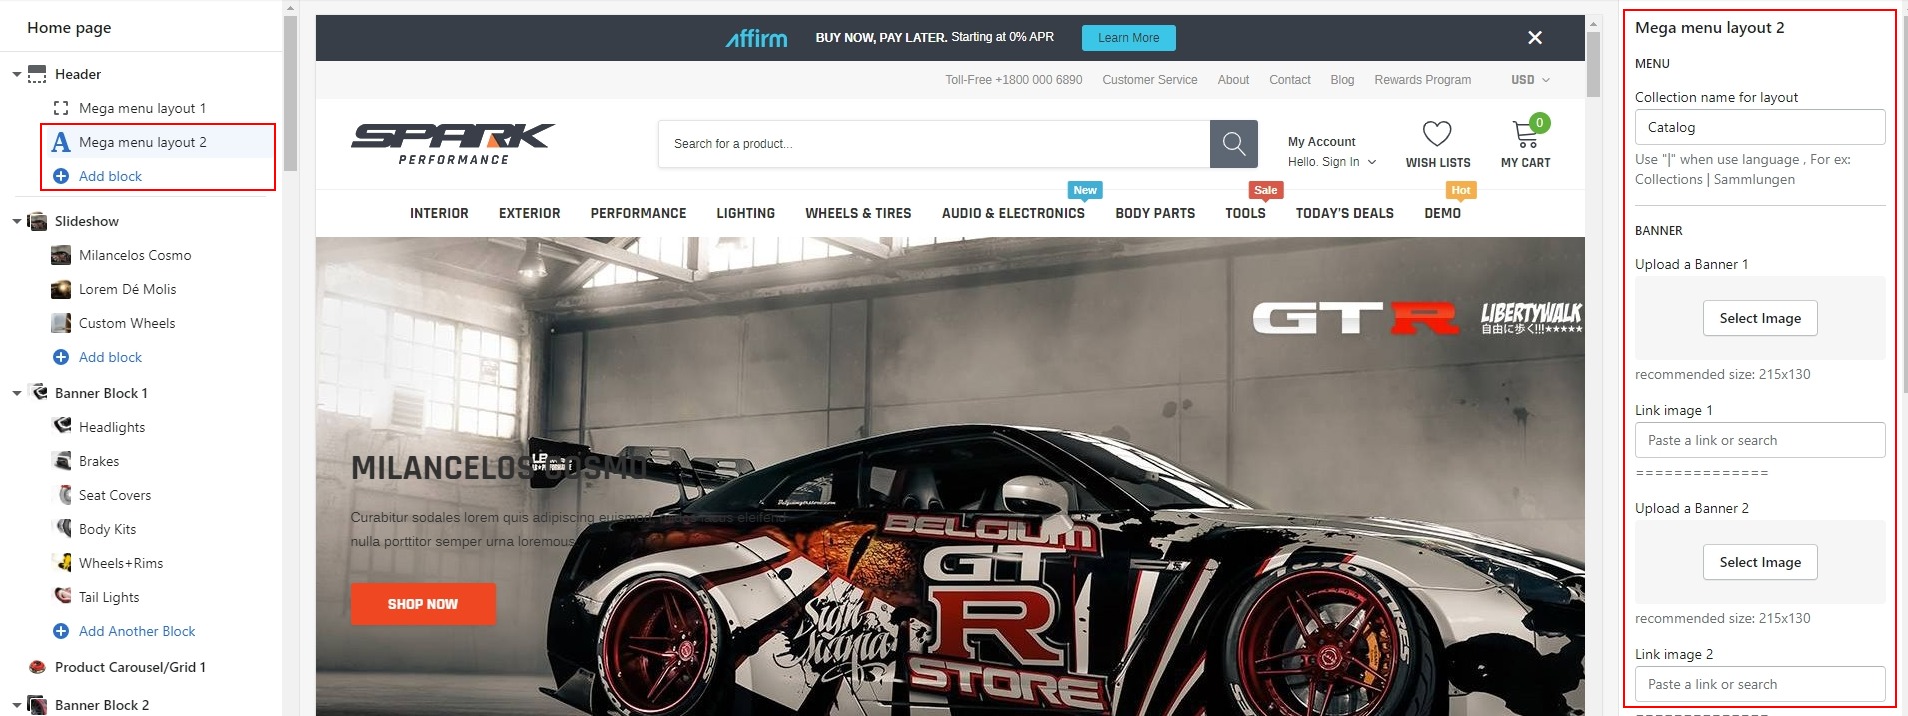 Home page
Header
Mega menu layout 1
Mega menu layout 2
Add block
Slideshow
Milancelos Cosmo
Lorem Dé Molis
Custom Wheels
Add block
Banner Block 1
Headlights
Brakes
Seat Covers
Body Kits
Wheels+Rims
Tail Lights
Add Another Block
Product Carousel/Grid 1
Banner Block 2
affirm BUY NOW, PAY LATER. Starting at 0% APR Learn More
Toll-Free +1800 000 6890 Customer Service About Contact Blog Rewards Program USD
SPARK
PERFORMANCE
Search for a product...
My Account
Hello. Sign In
WISH LISTS
0
MY CART
New Sale Hot
INTERIOR EXTERIOR PERFORMANCE LIGHTING WHEELS & TIRES AUDIO & ELECTRONICS BODY PARTS TOOLS TODAY'S DEALS DEMO
GTR LIBERTYWALK
自由に歩く!!!★★★★★
MILANCELOS COSMO
Curabitur sodales lorem quis adipiscing euismod, eleifend
nulla porttitor semper urna loremous
SHOP NOW
BELGIUM
GT
R
STORE
Mega menu layout 2
MENU
Collection name for layout
Catalog
Use "|" when use language , For ex:
Collections | Sammlungen
BANNER
Upload a Banner 1
Select Image
recommended size: 215x130
Link image 1
Paste a link or search
==============
Upload a Banner 2
Select Image
recommended size: 215x130
Link image 2
Paste a link or search
==============